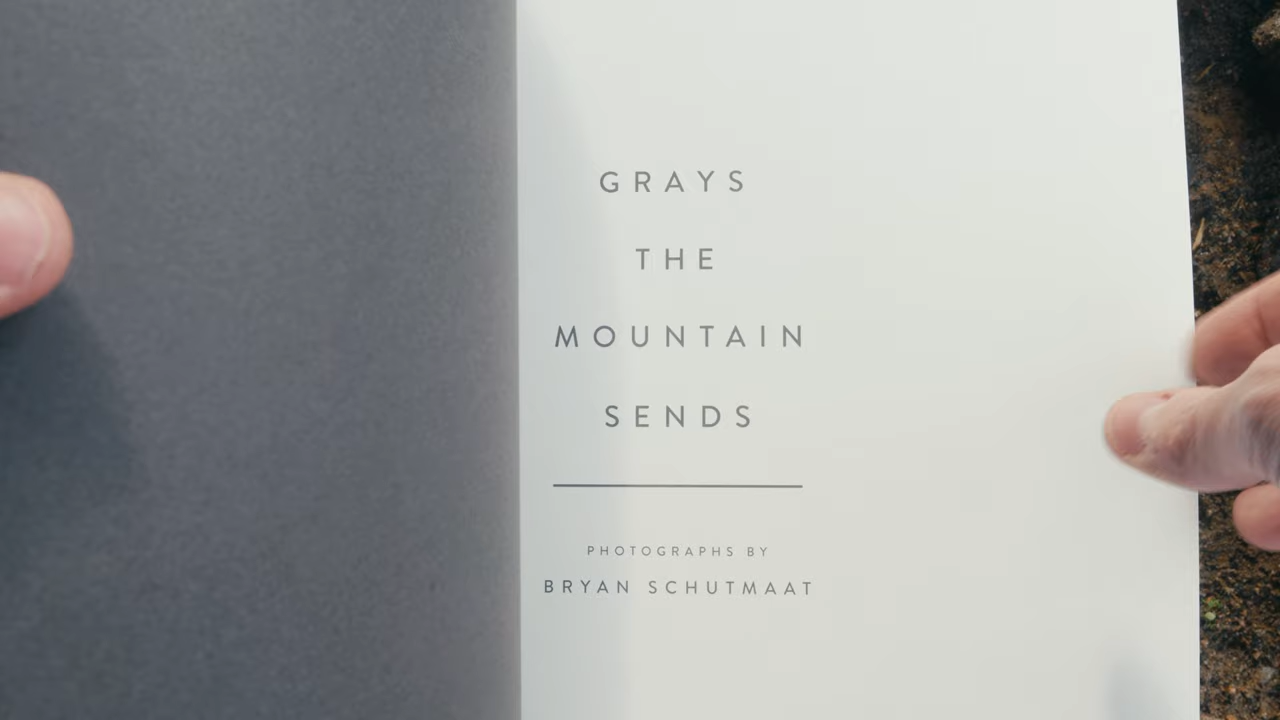 GRAYS
THE
MOUNTAIN
SENDS
PHOTOGRAPHS BY
BRYAN SCHUTMAAT